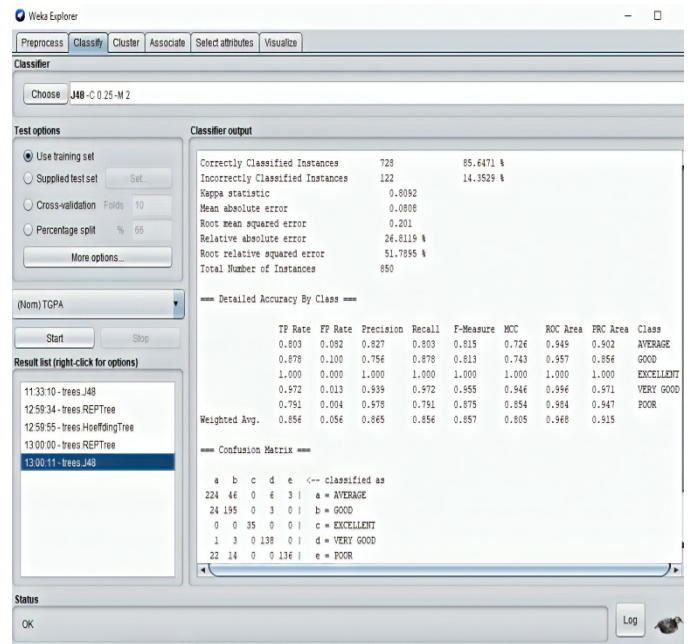 Weka Explorer
Preprocess Classify Cluster Associate Select attributes Visualize
Classifier
Choose J48 -C 0.25 -M 2
Test options
Use training set
Supplied test set Set...
Cross-validation Folds 10
Percentage split % 66
More options...
(Nom) TGPA
Start Stop
Result list (right-click for options)
11:33:10 - trees.J48
12:59:34 - trees.REPTree
12:59:55 - trees.HoeffdingTree
13:00:00 - trees.REPTree
13:00:11 - trees.J48
Classifier output
Correctly Classified Instances 728 85.6471 %
Incorrectly Classified Instances 122 14.3529 %
Kappa statistic 0.8092
Mean absolute error 0.0808
Root mean squared error 0.201
Relative absolute error 26.8119 %
Root relative squared error 51.7895 %
Total Number of Instances 850
=== Detailed Accuracy By Class ===
TP Rate FP Rate Precision Recall F-Measure MCC ROC Area PRC Area Class
0.803 0.082 0.827 0.803 0.815 0.726 0.949 0.902 AVERAGE
0.878 0.100 0.756 0.878 0.813 0.743 0.957 0.856 GOOD
1.000 0.000 1.000 1.000 1.000 1.000 1.000 1.000 EXCELLENT
0.972 0.013 0.939 0.972 0.955 0.946 0.996 0.971 VERY GOOD
0.791 0.004 0.978 0.791 0.875 0.854 0.984 0.947 POOR
Weighted Avg. 0.856 0.056 0.865 0.856 0.857 0.805 0.968 0.915
=== Confusion Matrix ===
a b c d e <-- classified as
224 46 0 6 3 | a = AVERAGE
24 195 0 3 0 | b = GOOD
0 0 35 0 0 | c = EXCELLENT
1 3 0 138 0 | d = VERY GOOD
22 14 0 0 136 | e = POOR
Status
OK
Log